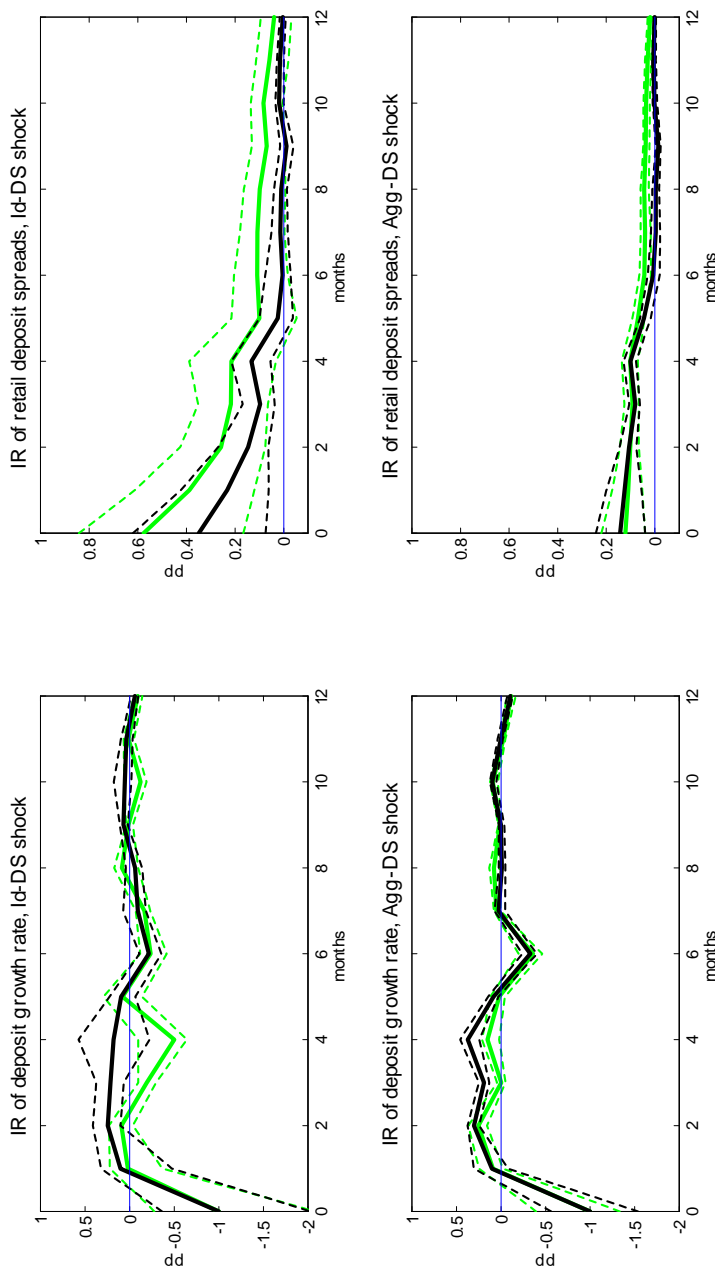 IR of deposit growth rate, Id-DS shock
1
0.5
0
-0.5
-1
-1.5
-2
pp
0 2 4 6 8 10 12
months
IR of retail deposit spreads, Id-DS shock
1
0.8
0.6
0.4
0.2
0
pp
0 2 4 6 8 10 12
months
IR of deposit growth rate, Agg-DS shock
1
0.5
0
-0.5
-1
-1.5
-2
pp
0 2 4 6 8 10 12
months
IR of retail deposit spreads, Agg-DS shock
1
0.8
0.6
0.4
0.2
0
pp
0 2 4 6 8 10 12
months